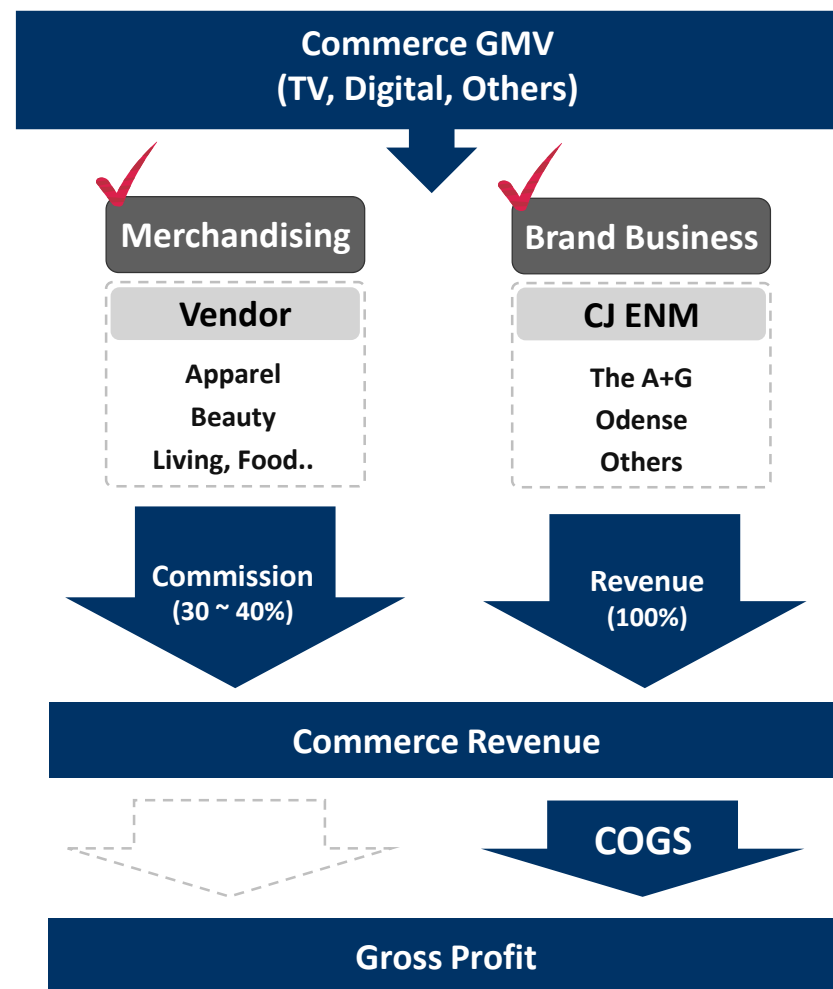 Commerce GMV
(TV, Digital, Others)
Merchandising
Vendor
Apparel
Beauty
Living, Food..
Commission
(30 ~ 40%)
Brand Business
CJ ENM
The A+G
Odense
Others
Revenue
(100%)
Commerce Revenue
COGS
Gross Profit